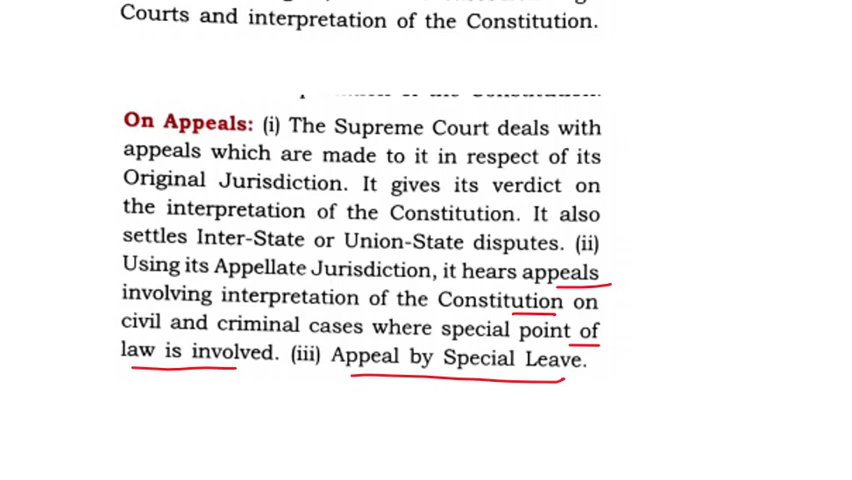 Courts and interpretation of the Constitution.
On Appeals: (i) The Supreme Court deals with
appeals which are made to it in respect of its
Original Jurisdiction. It gives its verdict on
the interpretation of the Constitution. It also
settles Inter-State or Union-State disputes. (ii)
Using its Appellate Jurisdiction, it hears appeals
involving interpretation of the Constitution on
civil and criminal cases where special point of
law is involved. (iii) Appeal by Special Leave.